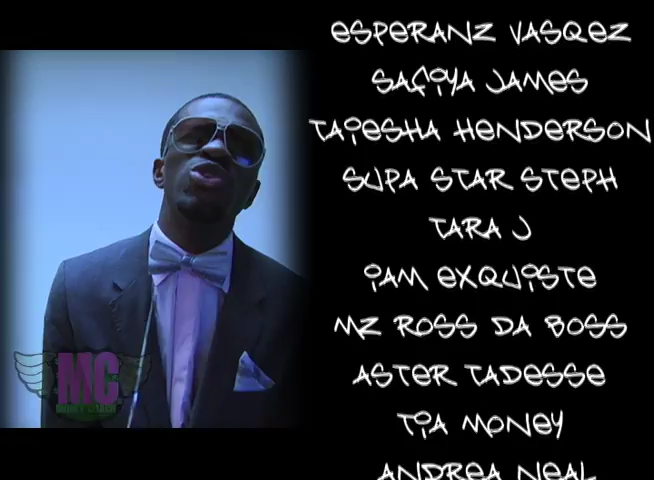 ESPERANZ VASQEZ
SAFIYA JAMES
TAIESHA HENDERSON
SUPA STAR STEPH
TARA J
IAM EXQUISTE
MZ ROSS DA BOSS
ASTER TADESSE
TIA MONEY
ANDREA NEAL
MC